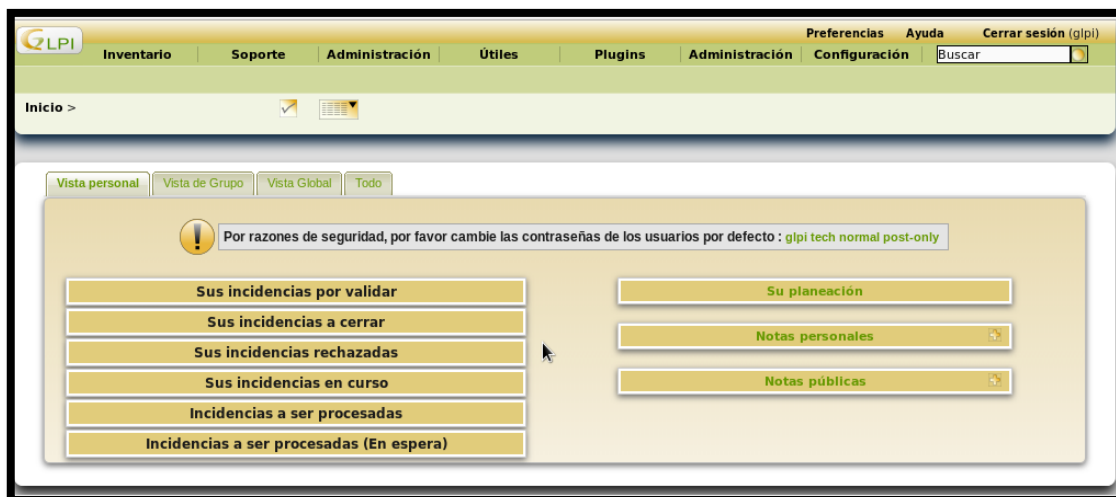 Preferencias Ayuda Cerrar sesión (glpi)
GLPI
Inventario Soporte Administración Útiles Plugins Administración Configuración Buscar
Inicio >
Vista personal Vista de Grupo Vista Global Todo
Por razones de seguridad, por favor cambie las contraseñas de los usuarios por defecto : glpi tech normal post-only
Sus incidencias por validar
Sus incidencias a cerrar
Sus incidencias rechazadas
Sus incidencias en curso
Incidencias a ser procesadas
Incidencias a ser procesadas (En espera)
Su planeación
Notas personales
Notas públicas